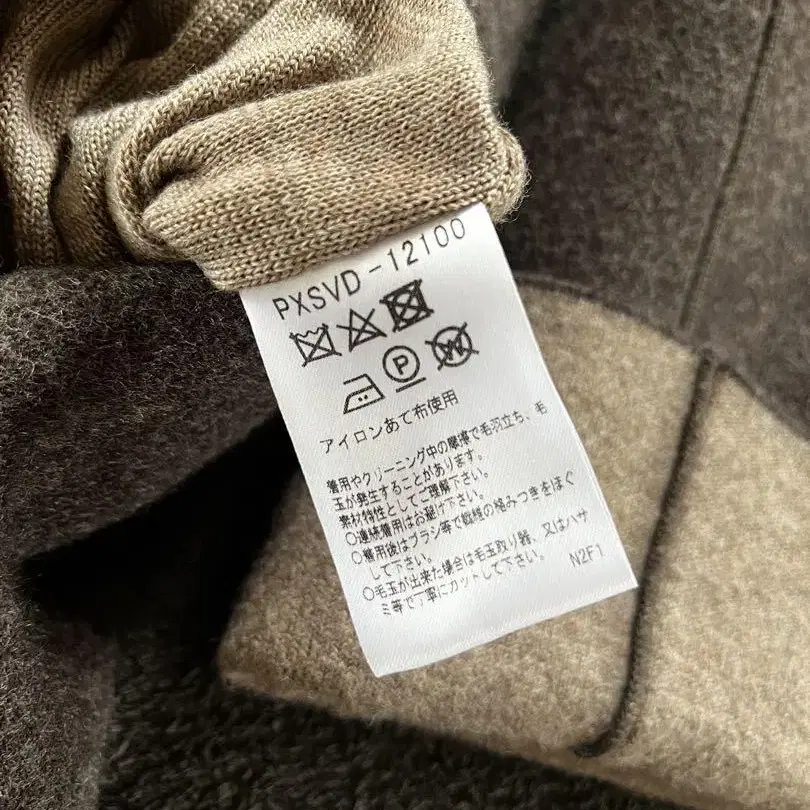 PXSVD-12100
P W
アイロンあて布使用
着用やクリーニング中の摩擦で毛羽立ち、毛
玉が発生することがあります。
素材特性としてご理解下さい。
○連続着用はお避け下さい。
○着用後はブラシ等で繊維の絡みつきをほぐ
して下さい。
○毛玉が出来た場合は毛玉取り器、又はハサ
ミ等で丁寧にカットして下さい。
N2F1